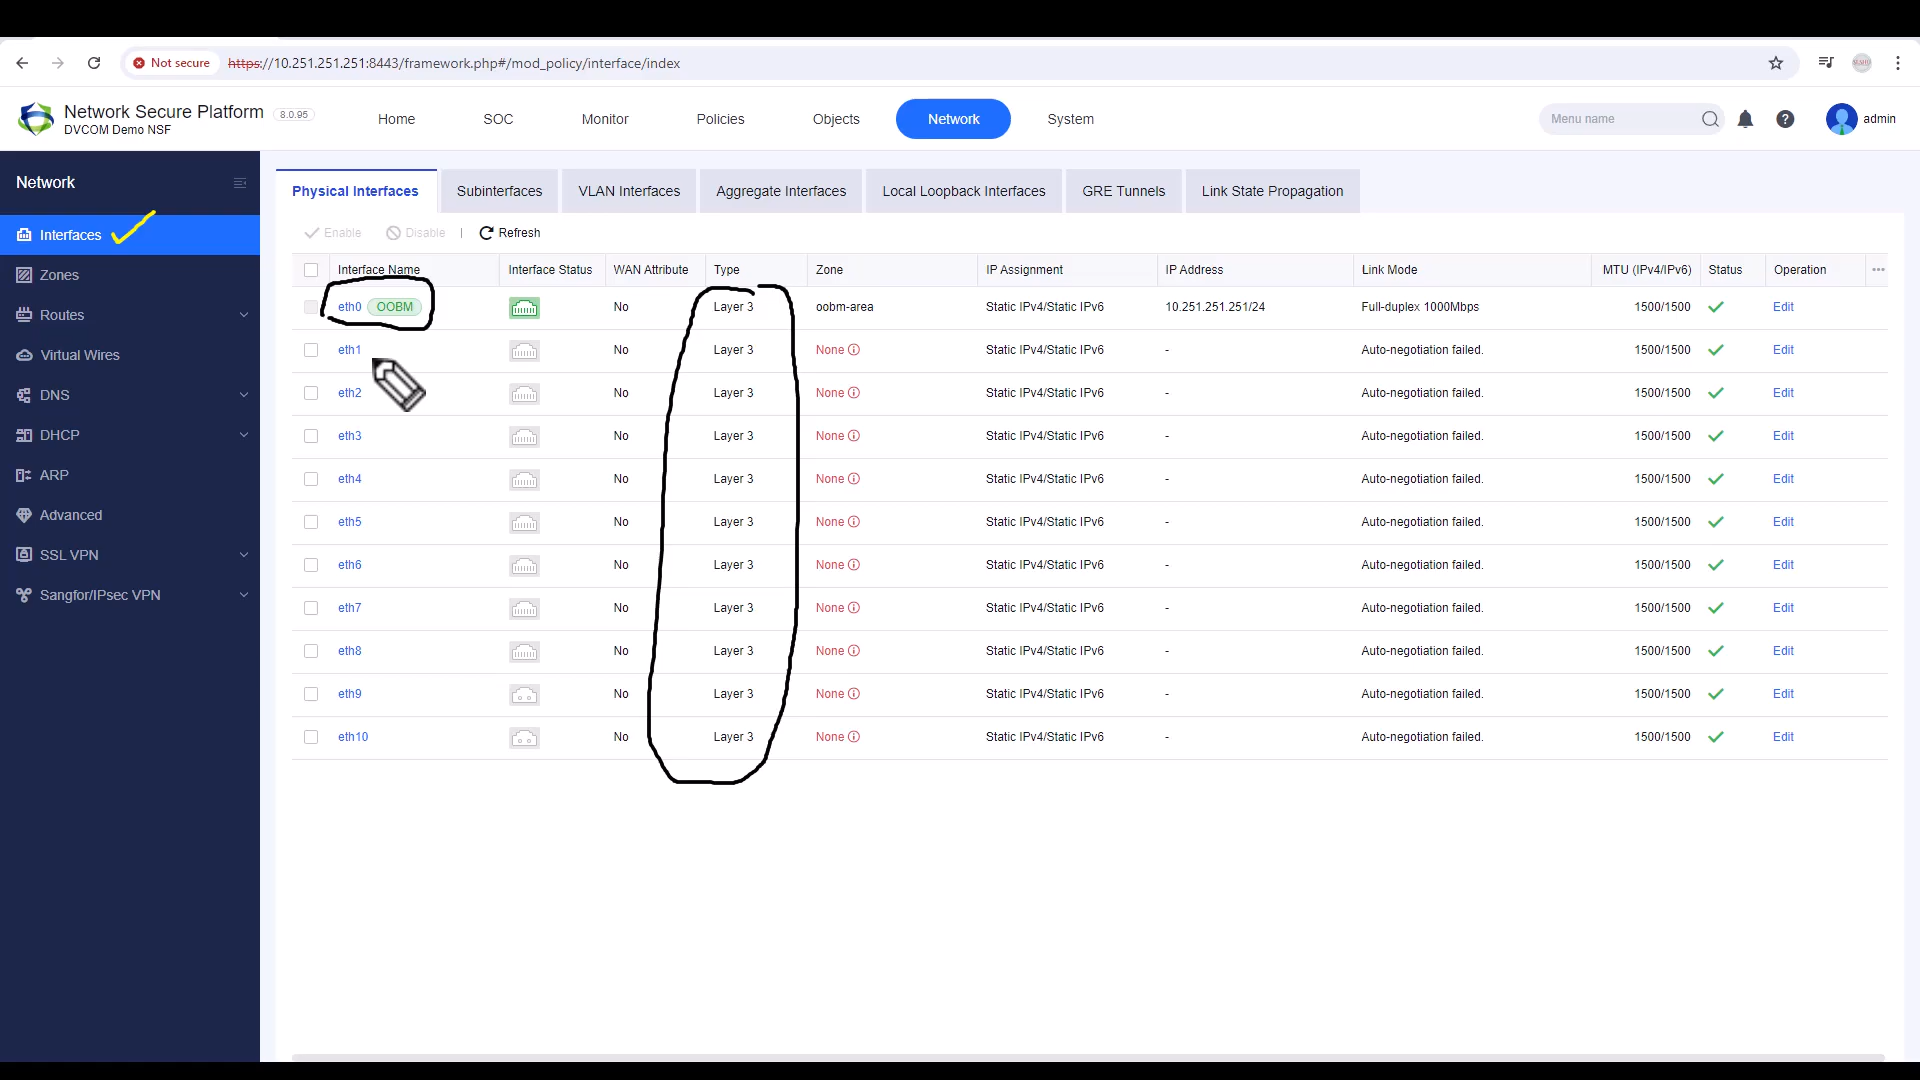 Not secure https://10.251.251.251:8443/framework.php#/mod_policy/interface/index
Network Secure Platform 8.0.95
DVCOM Demo NSF
Home SOC Monitor Policies Objects Network System
Menu name
admin
Network
Interfaces
Zones
Routes
Virtual Wires
DNS
DHCP
ARP
Advanced
SSL VPN
Sangfor/IPsec VPN
Physical Interfaces Subinterfaces VLAN Interfaces Aggregate Interfaces Local Loopback Interfaces GRE Tunnels Link State Propagation
Enable Disable | Refresh
Interface Name Interface Status WAN Attribute Type Zone IP Assignment IP Address Link Mode MTU (IPv4/IPv6) Status Operation
eth0 OOBM No Layer 3 oobm-area Static IPv4/Static IPv6 10.251.251.251/24 Full-duplex 1000Mbps 1500/1500 Edit
eth1 No Layer 3 None Static IPv4/Static IPv6 - Auto-negotiation failed. 1500/1500 Edit
eth2 No Layer 3 None Static IPv4/Static IPv6 - Auto-negotiation failed. 1500/1500 Edit
eth3 No Layer 3 None Static IPv4/Static IPv6 - Auto-negotiation failed. 1500/1500 Edit
eth4 No Layer 3 None Static IPv4/Static IPv6 - Auto-negotiation failed. 1500/1500 Edit
eth5 No Layer 3 None Static IPv4/Static IPv6 - Auto-negotiation failed. 1500/1500 Edit
eth6 No Layer 3 None Static IPv4/Static IPv6 - Auto-negotiation failed. 1500/1500 Edit
eth7 No Layer 3 None Static IPv4/Static IPv6 - Auto-negotiation failed. 1500/1500 Edit
eth8 No Layer 3 None Static IPv4/Static IPv6 - Auto-negotiation failed. 1500/1500 Edit
eth9 No Layer 3 None Static IPv4/Static IPv6 - Auto-negotiation failed. 1500/1500 Edit
eth10 No Layer 3 None Static IPv4/Static IPv6 - Auto-negotiation failed. 1500/1500 Edit